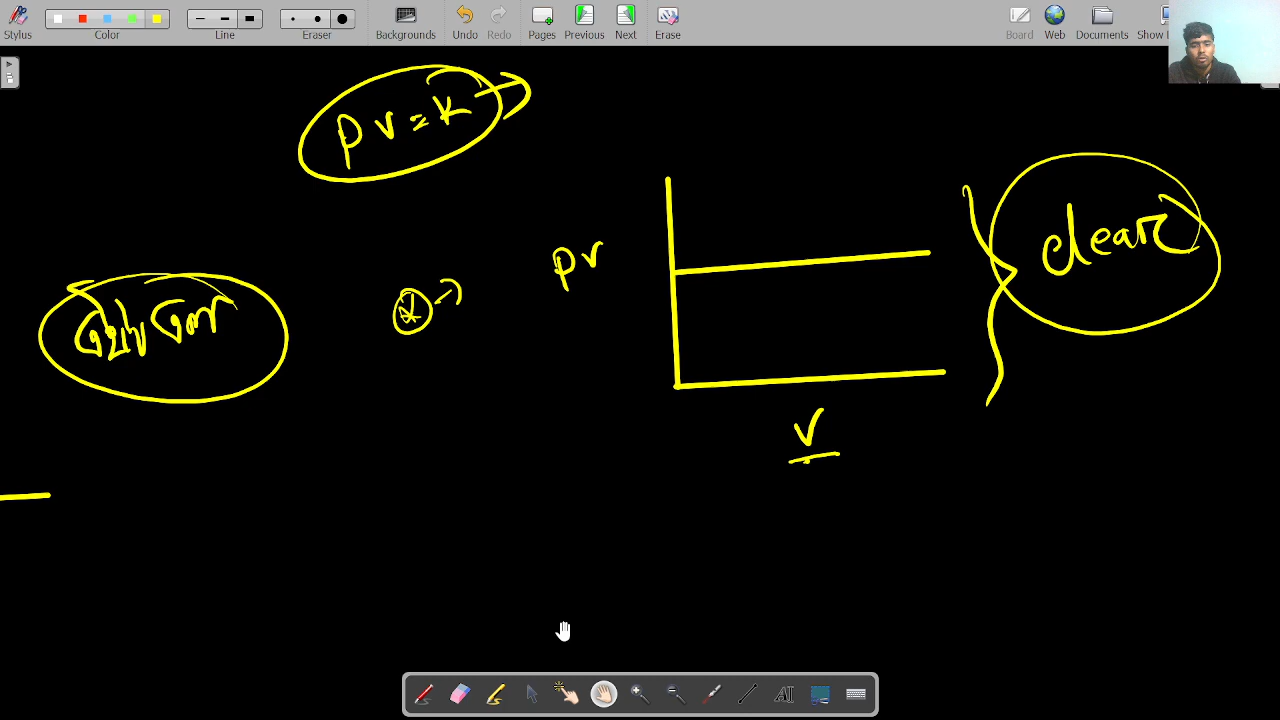 Stylus
Color
Line
Eraser
Backgrounds
Undo
Redo
Pages
Previous
Next
Erase
Board
Web
Documents
pv=k
pv
clear
k
v